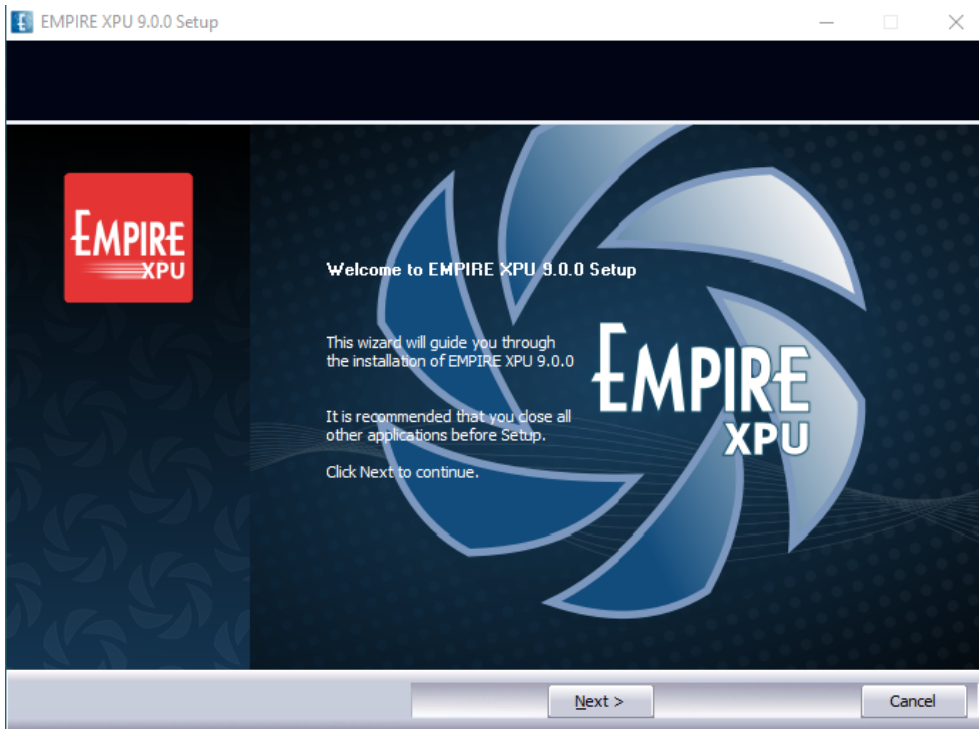 EMPIRE XPU 9.0.0 Setup
EMPIRE
XPU
Welcome to EMPIRE XPU 9.0.0 Setup
This wizard will guide you through
the installation of EMPIRE XPU 9.0.0
EMPIRE
XPU
It is recommended that you close all
other applications before Setup.
Click Next to continue.
Next >
Cancel